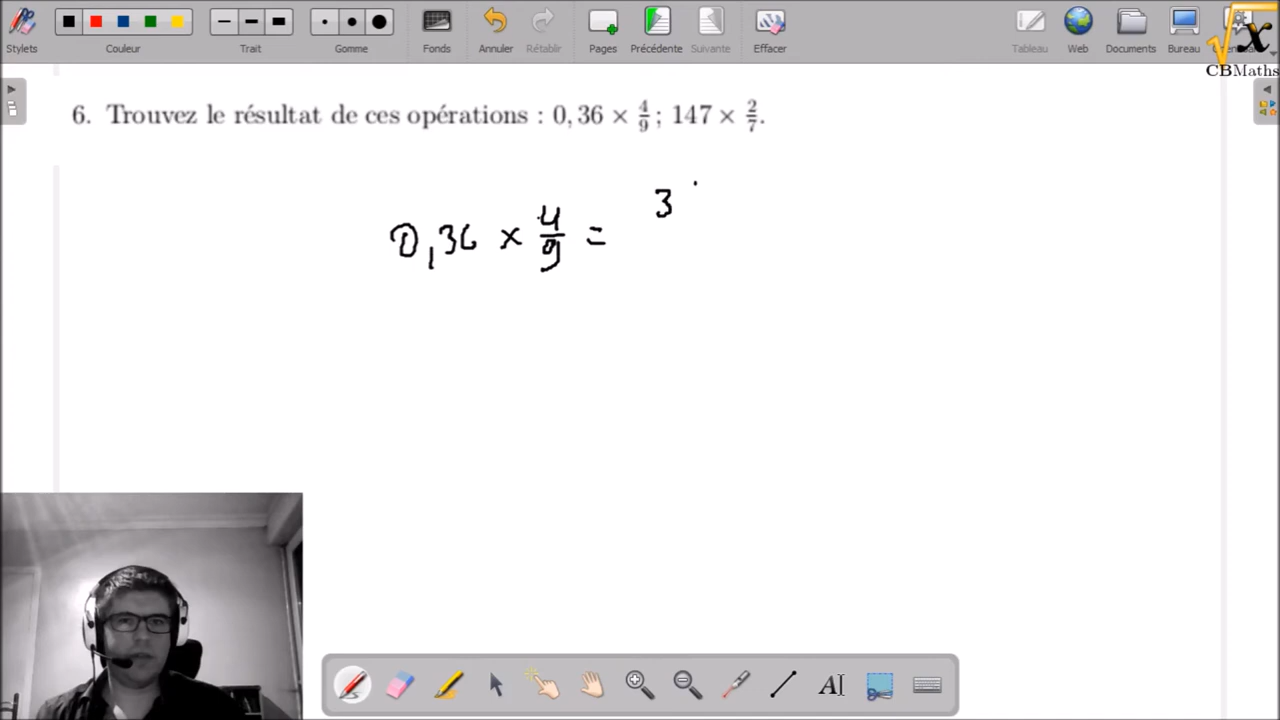 Stylets
Couleur
Trait
Gomme
Fonds
Annuler
Rétablir
Pages
Précédente
Suivante
Effacer
Tableau
Web
Documents
Bureau
√x
CBMaths
6. Trouvez le résultat de ces opérations : 0, 36 × 4/9 ; 147 × 2/7.
0,36 × 4/9 = 3
AI